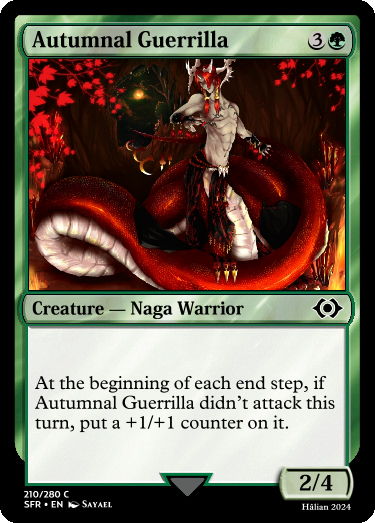 Autumnal Guerrilla 3
Creature — Naga Warrior
At the beginning of each end step, if
Autumnal Guerrilla didn't attack this
turn, put a +1/+1 counter on it.
2/4
210/280 C
SFR • EN Sayael
Hālian 2024